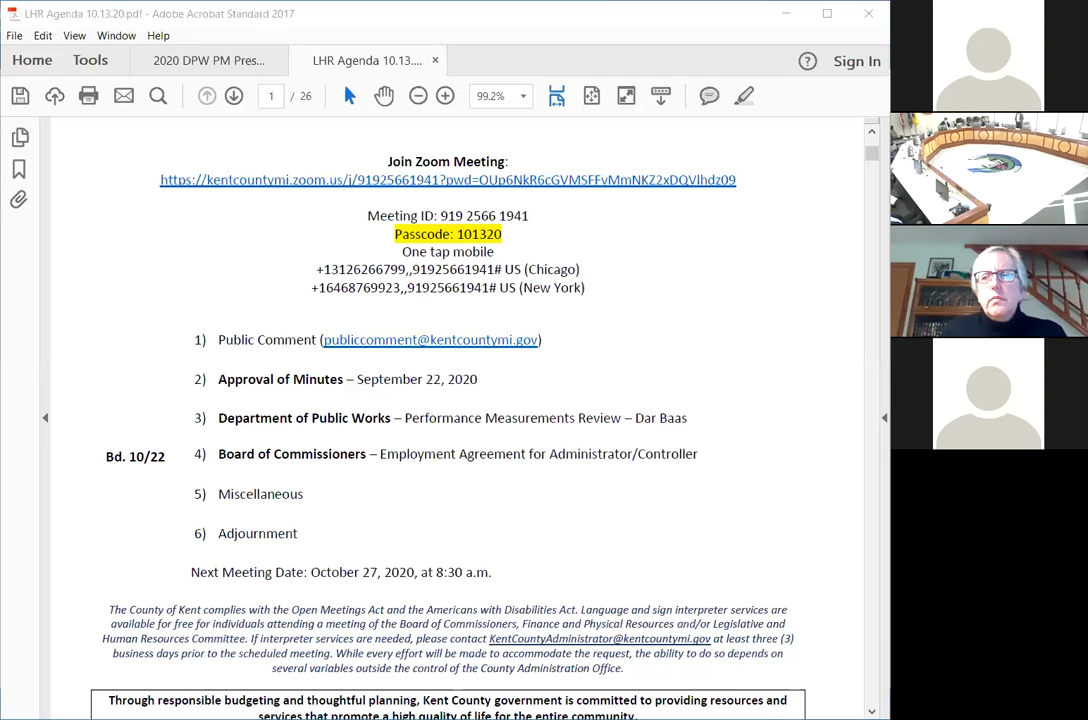 LHR Agenda 10.13.20.pdf - Adobe Acrobat Standard 2017
File Edit View Window Help
Home Tools 2020 DPW PM Pres... LHR Agenda 10.13.... × Sign In
1 / 26 99.2%
Join Zoom Meeting:
https://kentcountymi.zoom.us/j/91925661941?pwd=OUp6NkR6cGVMSFFvMmNKZ2xDQVlhdz09
Meeting ID: 919 2566 1941
Passcode: 101320
One tap mobile
+13126266799,,91925661941# US (Chicago)
+16468769923,,91925661941# US (New York)
1) Public Comment (publiccomment@kentcountymi.gov)
2) Approval of Minutes – September 22, 2020
3) Department of Public Works – Performance Measurements Review – Dar Baas
Bd. 10/22 4) Board of Commissioners – Employment Agreement for Administrator/Controller
5) Miscellaneous
6) Adjournment
Next Meeting Date: October 27, 2020, at 8:30 a.m.
The County of Kent complies with the Open Meetings Act and the Americans with Disabilities Act. Language and sign interpreter services are
available for free for individuals attending a meeting of the Board of Commissioners, Finance and Physical Resources and/or Legislative and
Human Resources Committee. If interpreter services are needed, please contact KentCountyAdministrator@kentcountymi.gov at least three (3)
business days prior to the scheduled meeting. While every effort will be made to accommodate the request, the ability to do so depends on
several variables outside the control of the County Administration Office.
Through responsible budgeting and thoughtful planning, Kent County government is committed to providing resources and
services that promote a high quality of life for the entire community.